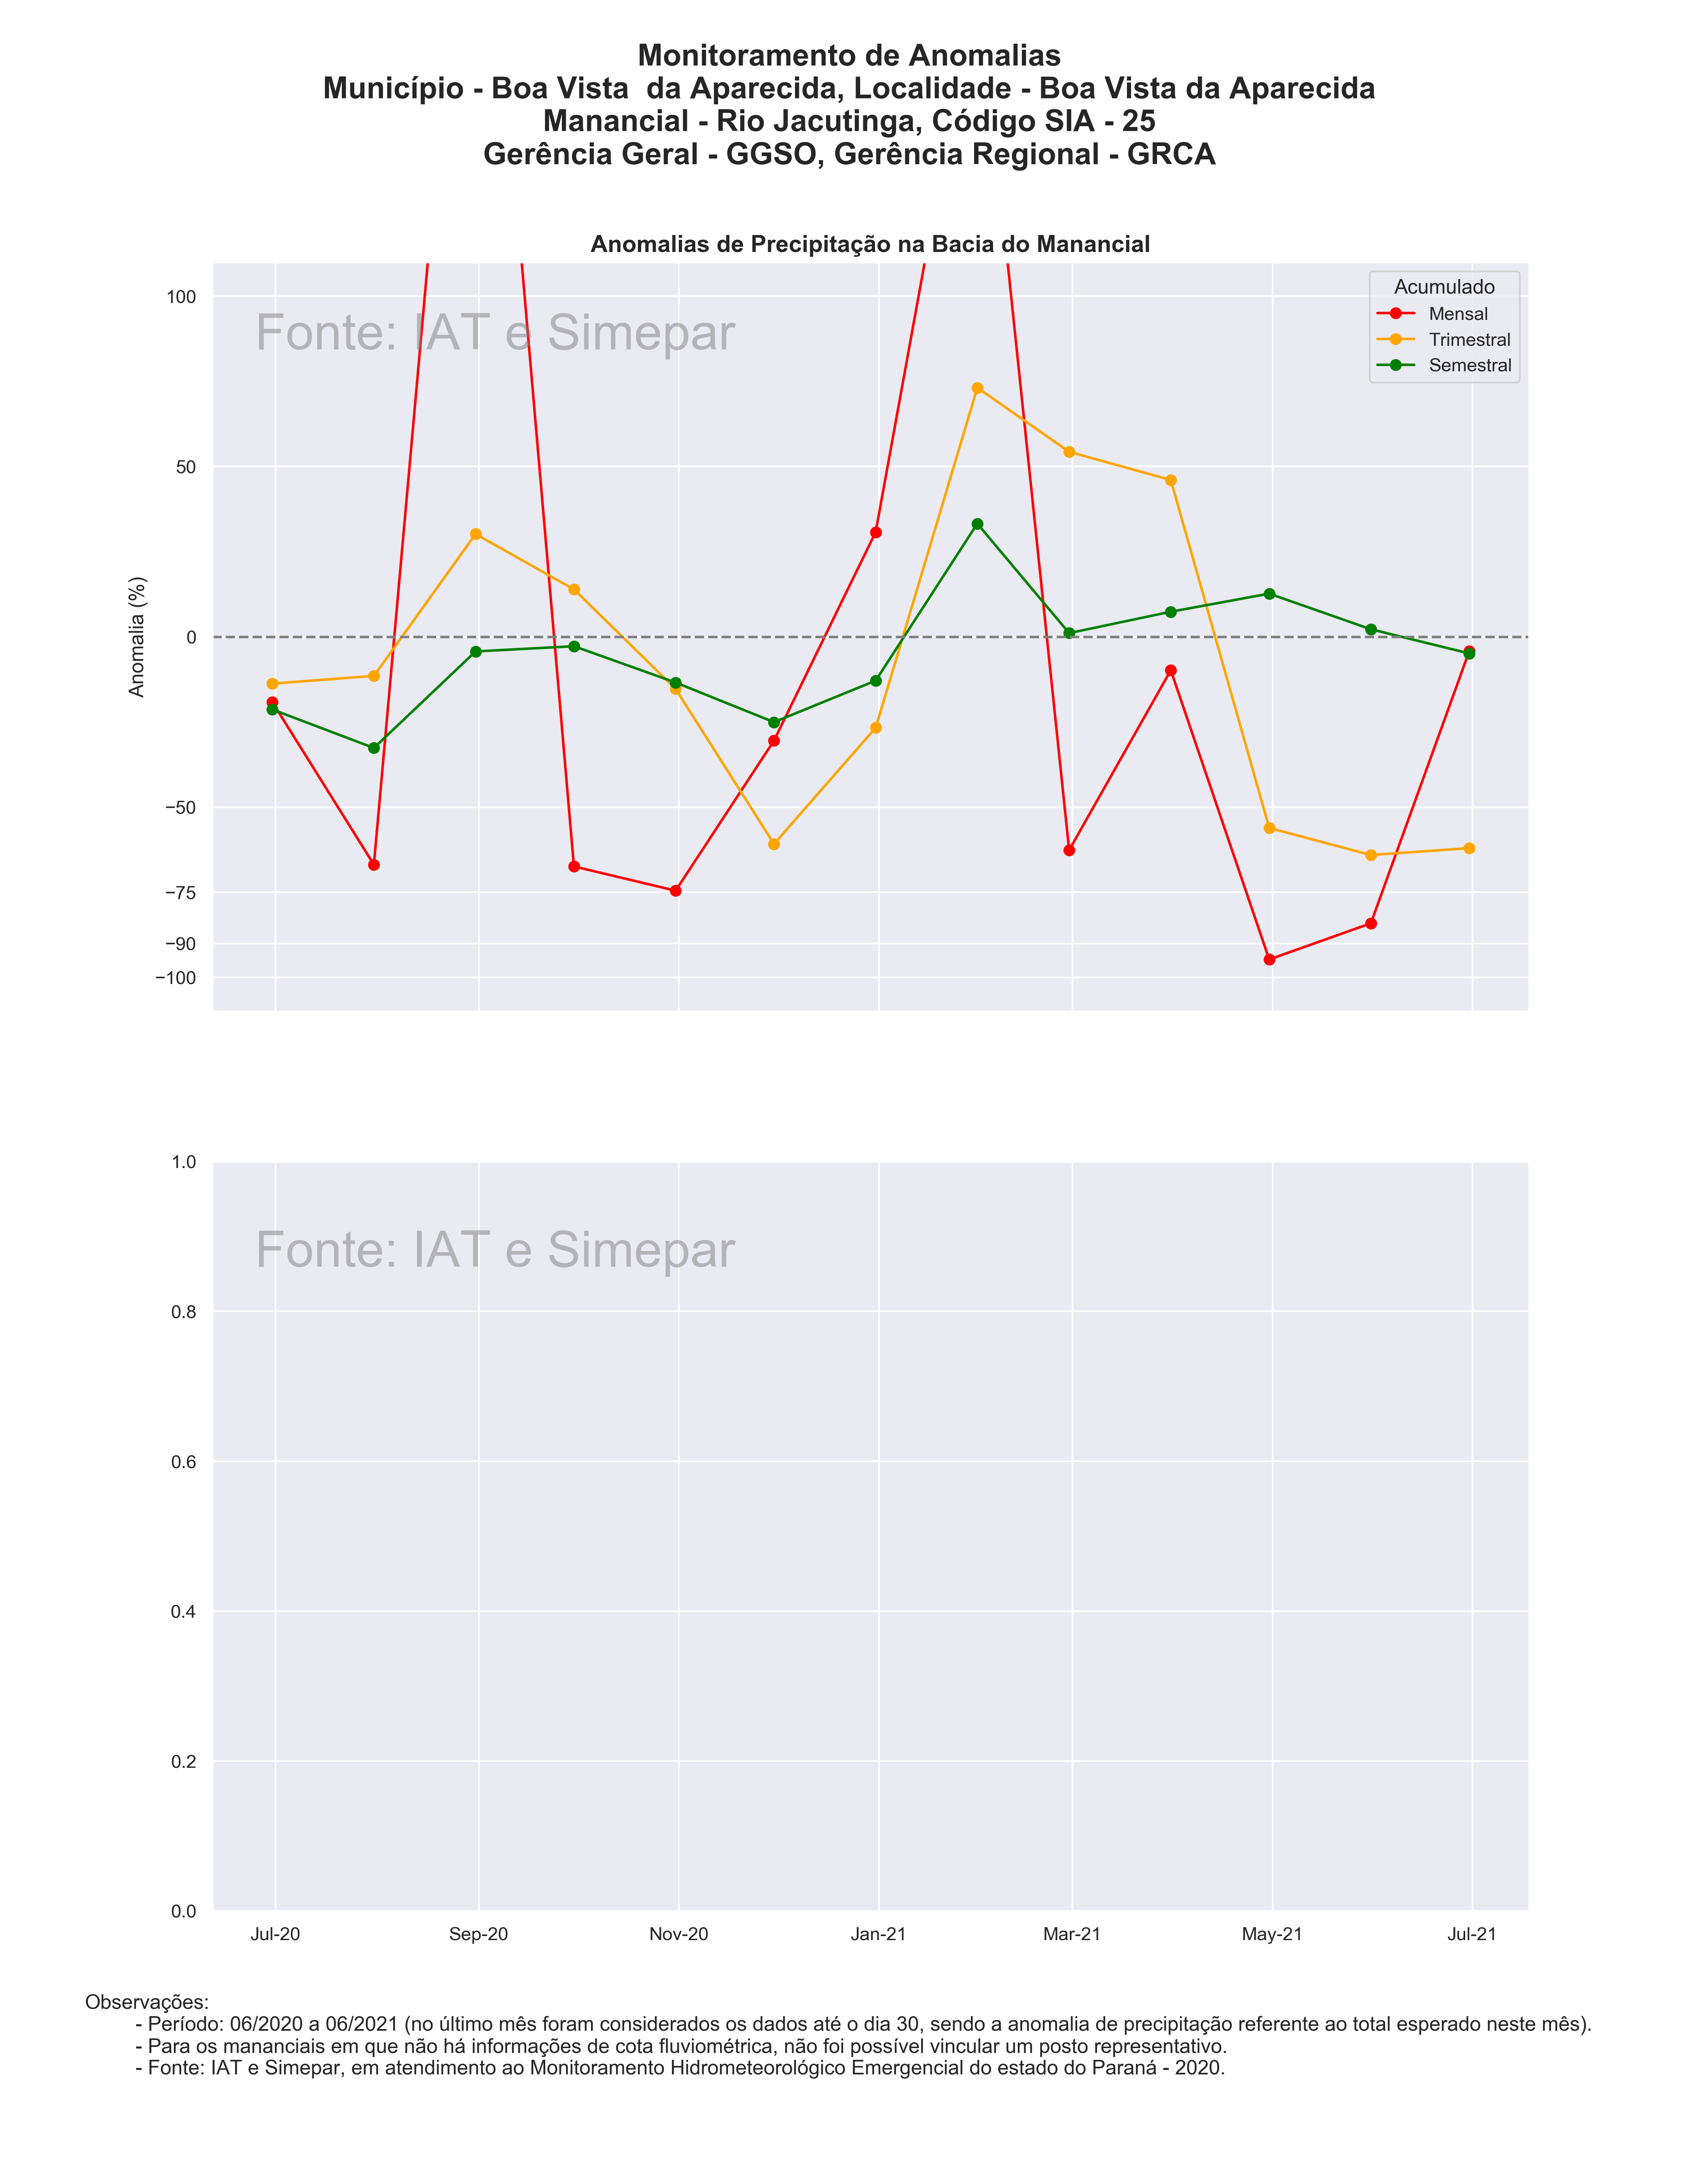 Monitoramento de Anomalias
Município - Boa Vista  da Aparecida, Localidade - Boa Vista da Aparecida
Manancial - Rio Jacutinga, Código SIA - 25
Gerência Geral - GGSO, Gerência Regional - GRCA
Anomalias de Precipitação na Bacia do Manancial
Fonte: IAT e Simepar
Acumulado
Mensal
Trimestral
Semestral
Anomalia (%)
100
50
0
−50
−75
−90
−100
Fonte: IAT e Simepar
1.0
0.8
0.6
0.4
0.2
0.0
Jul-20 Sep-20 Nov-20 Jan-21 Mar-21 May-21 Jul-21
Observações:
- Período: 06/2020 a 06/2021 (no último mês foram considerados os dados até o dia 30, sendo a anomalia de precipitação referente ao total esperado neste mês).
- Para os mananciais em que não há informações de cota fluviométrica, não foi possível vincular um posto representativo.
- Fonte: IAT e Simepar, em atendimento ao Monitoramento Hidrometeorológico Emergencial do estado do Paraná - 2020.